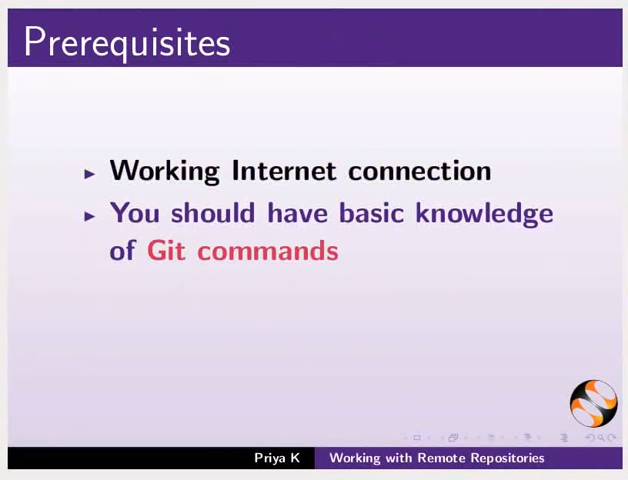 Prerequisites
Working Internet connection
You should have basic knowledge
of Git commands
Priya K
Working with Remote Repositories